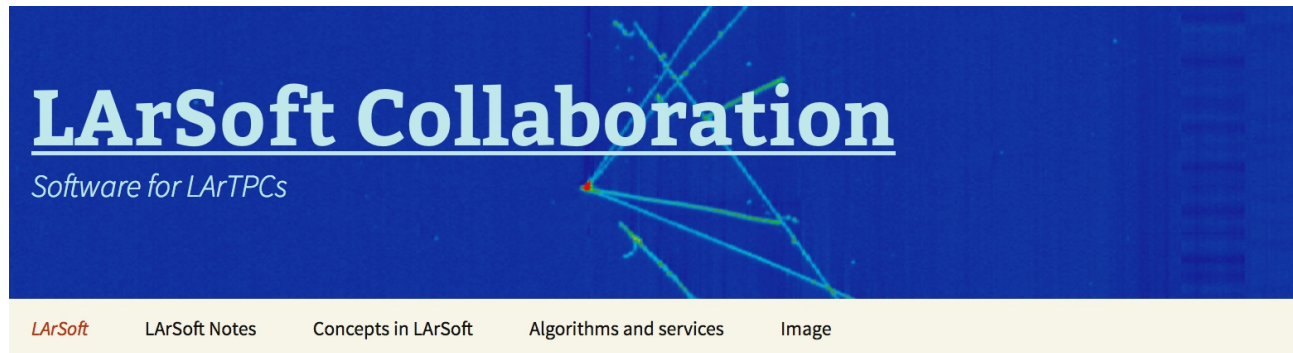 LArSoft Collaboration
Software for LArTPCs
LArSoft LArSoft Notes Concepts in LArSoft Algorithms and services Image